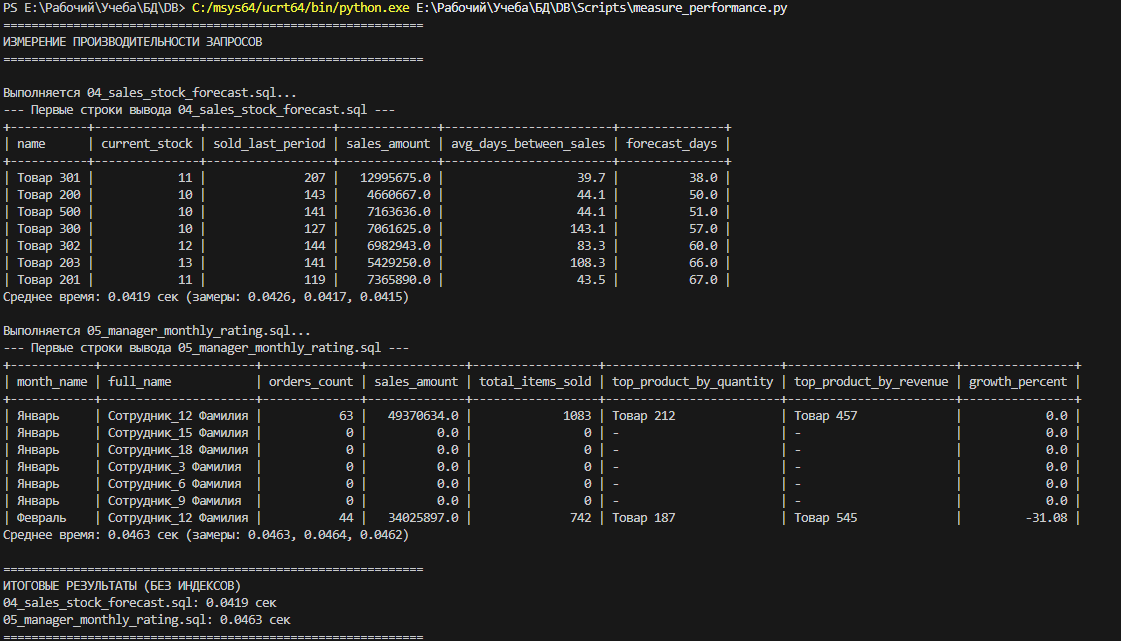 PS E:\Рабочий\Учеба\БД\DB> C:/msys64/ucrt64/bin/python.exe E:\Рабочий\Учеба\БД\DB\Scripts\measure_performance.py
============================================================
ИЗМЕРЕНИЕ ПРОИЗВОДИТЕЛЬНОСТИ ЗАПРОСОВ
============================================================
Выполняется 04_sales_stock_forecast.sql...
--- Первые строки вывода 04_sales_stock_forecast.sql ---
+-----------+---------------+------------------+--------------+------------------------+---------------+
| name      | current_stock | sold_last_period | sales_amount | avg_days_between_sales | forecast_days |
+-----------+---------------+------------------+--------------+------------------------+---------------+
| Товар 301 |            11 |              207 |   12995675.0 |                   39.7 |          38.0 |
| Товар 200 |            10 |              143 |    4660667.0 |                   44.1 |          50.0 |
| Товар 500 |            10 |              141 |    7163636.0 |                   44.1 |          51.0 |
| Товар 300 |            10 |              127 |    7061625.0 |                  143.1 |          57.0 |
| Товар 302 |            12 |              144 |    6982943.0 |                   83.3 |          60.0 |
| Товар 203 |            13 |              141 |    5429250.0 |                  108.3 |          66.0 |
| Товар 201 |            11 |              119 |    7365890.0 |                   43.5 |          67.0 |
Среднее время: 0.0419 сек (замеры: 0.0426, 0.0417, 0.0415)
Выполняется 05_manager_monthly_rating.sql...
--- Первые строки вывода 05_manager_monthly_rating.sql ---
+------------+----------------------+--------------+--------------+------------------+-------------------------+------------------------+----------------+
| month_name | full_name            | orders_count | sales_amount | total_items_sold | top_product_by_quantity | top_product_by_revenue | growth_percent |
+------------+----------------------+--------------+--------------+------------------+-------------------------+------------------------+----------------+
| Январь     | Сотрудник_12 Фамилия |           63 |   49370634.0 |             1083 | Товар 212               | Товар 457              |            0.0 |
| Январь     | Сотрудник_15 Фамилия |            0 |          0.0 |                0 | -                       | -                      |            0.0 |
| Январь     | Сотрудник_18 Фамилия |            0 |          0.0 |                0 | -                       | -                      |            0.0 |
| Январь     | Сотрудник_3 Фамилия  |            0 |          0.0 |                0 | -                       | -                      |            0.0 |
| Январь     | Сотрудник_6 Фамилия  |            0 |          0.0 |                0 | -                       | -                      |            0.0 |
| Январь     | Сотрудник_9 Фамилия  |            0 |          0.0 |                0 | -                       | -                      |            0.0 |
| Февраль    | Сотрудник_12 Фамилия |           44 |   34025897.0 |              742 | Товар 187               | Товар 545              |         -31.08 |
Среднее время: 0.0463 сек (замеры: 0.0463, 0.0464, 0.0462)
============================================================
ИТОГОВЫЕ РЕЗУЛЬТАТЫ (БЕЗ ИНДЕКСОВ)
04_sales_stock_forecast.sql: 0.0419 сек
05_manager_monthly_rating.sql: 0.0463 сек
============================================================